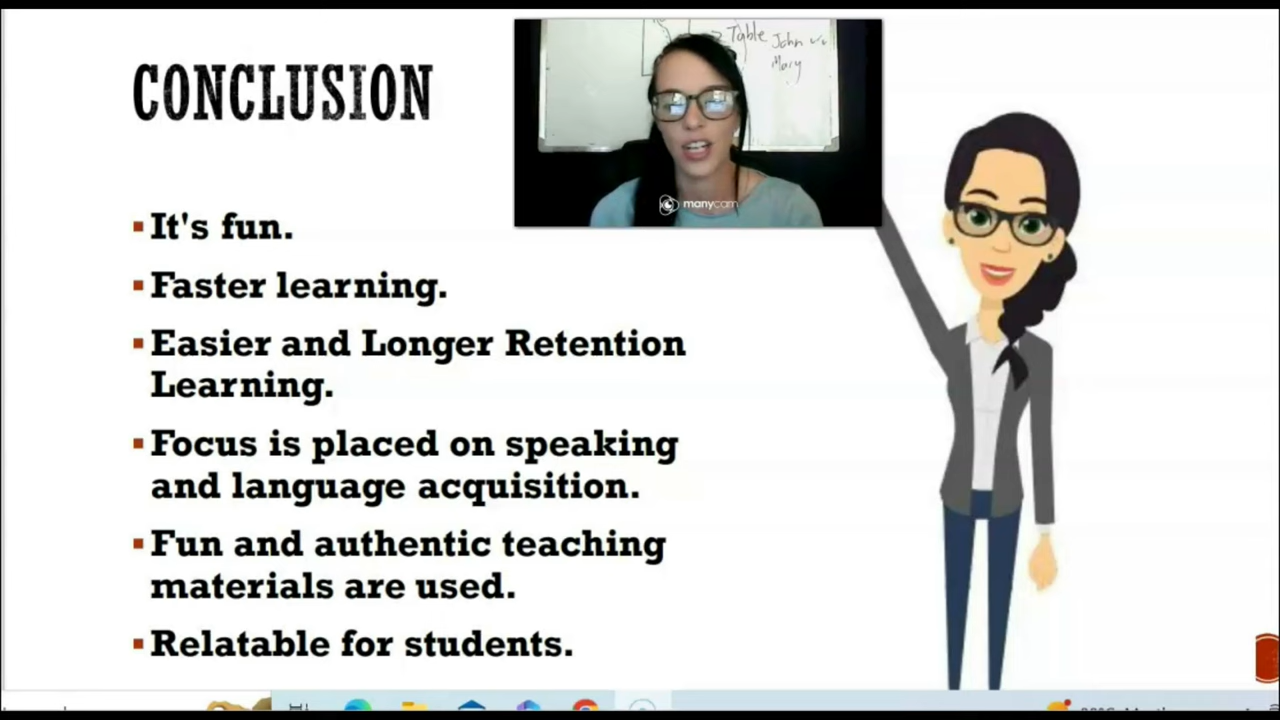 CONCLUSION
Table
John
Mary
manycam
It's fun.
Faster learning.
Easier and Longer Retention
Learning.
Focus is placed on speaking
and language acquisition.
Fun and authentic teaching
materials are used.
Relatable for students.